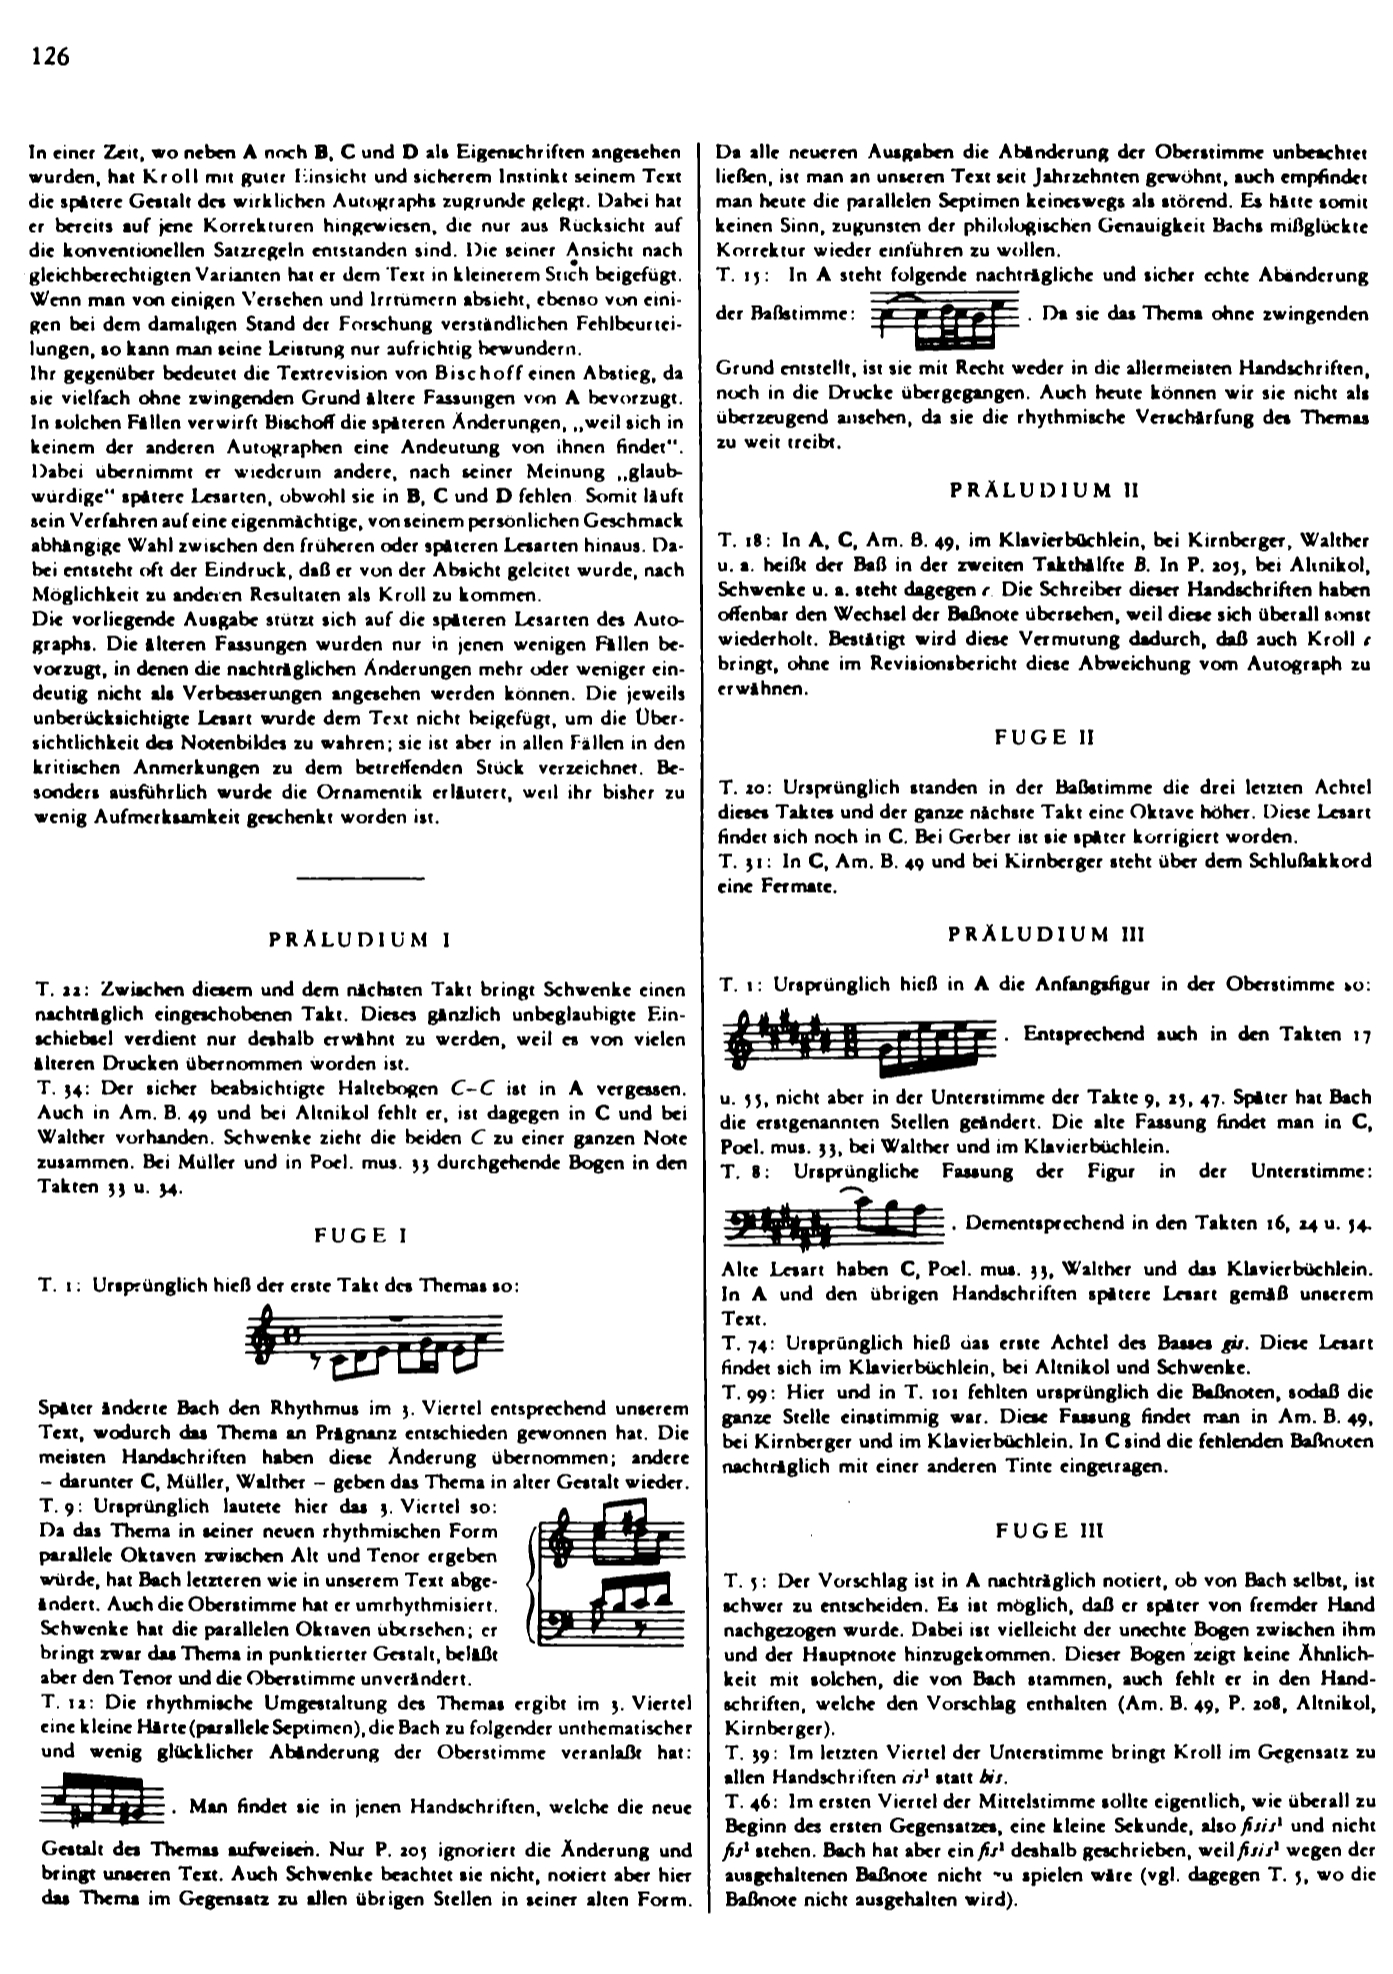 126
In einer Zeit, wo neben A noch B, C und D als Eigenschriften angesehen
wurden, hat Kroll mit guter Einsicht und sicherem Instinkt seinem Text
die spätere Gestalt des wirklichen Autographs zugrunde gelegt. Dabei hat
er bereits auf jene Korrekturen hingewiesen, die nur aus Rücksicht auf
die konventionellen Satzregeln entstanden sind. Die seiner Ansicht nach
gleichberechtigten Varianten hat er dem Text in kleinerem Stich beigefügt.
Wenn man von einigen Versehen und Irrtümern absieht, ebenso von eini-
gen bei dem damaligen Stand der Forschung verständlichen Fehlbeurtei-
lungen, so kann man seine Leistung nur aufrichtig bewundern.
Ihr gegenüber bedeutet die Textrevision von Bischoff einen Abstieg, da
sie vielfach ohne zwingenden Grund ältere Fassungen von A bevorzugt.
In solchen Fällen verwirft Bischoff die späteren Änderungen, „weil sich in
keinem der anderen Autographen eine Andeutung von ihnen findet“.
Dabei übernimmt er wiederum andere, nach seiner Meinung „glaub-
würdige“ spätere Lesarten, obwohl sie in B, C und D fehlen. Somit läuft
sein Verfahren auf eine eigenmächtige, von seinem persönlichen Geschmack
abhängige Wahl zwischen den früheren oder späteren Lesarten hinaus. Da-
bei entsteht oft der Eindruck, daß er von der Absicht geleitet wurde, nach
Möglichkeit zu anderen Resultaten als Kroll zu kommen.
Die vorliegende Ausgabe stützt sich auf die späteren Lesarten des Auto-
graphs. Die älteren Fassungen wurden nur in jenen wenigen Fällen be-
vorzugt, in denen die nachträglichen Änderungen mehr oder weniger ein-
deutig nicht als Verbesserungen angesehen werden können. Die jeweils
unberücksichtigte Lesart wurde dem Text nicht beigefügt, um die Über-
sichtlichkeit des Notenbildes zu wahren; sie ist aber in allen Fällen in den
kritischen Anmerkungen zu dem betreffenden Stück verzeichnet. Be-
sonders ausführlich wurde die Ornamentik erläutert, weil ihr bisher zu
wenig Aufmerksamkeit geschenkt worden ist.
PRÄLUDIUM I
T. 22: Zwischen diesem und dem nächsten Takt bringt Schwenke einen
nachträglich eingeschobenen Takt. Dieses gänzlich unbeglaubigte Ein-
schiebsel verdient nur deshalb erwähnt zu werden, weil es von vielen
älteren Drucken übernommen worden ist.
T. 34: Der sicher beabsichtigte Haltebogen C–C ist in A vergessen.
Auch in Am. B. 49 und bei Altnikol fehlt er, ist dagegen in C und bei
Walther vorhanden. Schwenke zieht die beiden C zu einer ganzen Note
zusammen. Bei Müller und in Poel. mus. 33 durchgehende Bogen in den
Takten 33 u. 34.
FUGE I
T. 1: Ursprünglich hieß der erste Takt des Themas so:
Später änderte Bach den Rhythmus im 3. Viertel entsprechend unserem
Text, wodurch das Thema an Prägnanz entschieden gewonnen hat. Die
meisten Handschriften haben diese Änderung übernommen; andere
– darunter C, Müller, Walther – geben das Thema in alter Gestalt wieder.
T. 9: Ursprünglich lautete hier das 3. Viertel so:
Da das Thema in seiner neuen rhythmischen Form
parallele Oktaven zwischen Alt und Tenor ergeben
würde, hat Bach letzteren wie in unserem Text abge-
ändert. Auch die Oberstimme hat er umrhythmisiert.
Schwenke hat die parallelen Oktaven übersehen; er
bringt zwar das Thema in punktierter Gestalt, beläßt
aber den Tenor und die Oberstimme unverändert.
T. 12: Die rhythmische Umgestaltung des Themas ergibt im 3. Viertel
eine kleine Härte (parallele Septimen), die Bach zu folgender unthematischer
und wenig glücklicher Abänderung der Oberstimme veranlaßt hat:
. Man findet sie in jenen Handschriften, welche die neue
Gestalt des Themas aufweisen. Nur P. 205 ignoriert die Änderung und
bringt unseren Text. Auch Schwenke beachtet sie nicht, notiert aber hier
das Thema im Gegensatz zu allen übrigen Stellen in seiner alten Form.
Da alle neueren Ausgaben die Abänderung der Oberstimme unbeachtet
ließen, ist man an unseren Text seit Jahrzehnten gewöhnt, auch empfindet
man heute die parallelen Septimen keineswegs als störend. Es hätte somit
keinen Sinn, zugunsten der philologischen Genauigkeit Bachs mißglückte
Korrektur wieder einführen zu wollen.
T. 15: In A steht folgende nachträgliche und sicher echte Abänderung
der Baßstimme: . Da sie das Thema ohne zwingenden
Grund entstellt, ist sie mit Recht weder in die allermeisten Handschriften,
noch in die Drucke übergegangen. Auch heute können wir sie nicht als
überzeugend ansehen, da sie die rhythmische Verschärfung des Themas
zu weit treibt.
PRÄLUDIUM II
T. 18: In A, C, Am. B. 49, im Klavierbüchlein, bei Kirnberger, Walther
u. a. heißt der Baß in der zweiten Takthälfte B. In P. 205, bei Altnikol,
Schwenke u. a. steht dagegen c. Die Schreiber dieser Handschriften haben
offenbar den Wechsel der Baßnote übersehen, weil diese sich überall sonst
wiederholt. Bestätigt wird diese Vermutung dadurch, daß auch Kroll c
bringt, ohne im Revisionsbericht diese Abweichung vom Autograph zu
erwähnen.
FUGE II
T. 20: Ursprünglich standen in der Baßstimme die drei letzten Achtel
dieses Taktes und der ganze nächste Takt eine Oktave höher. Diese Lesart
findet sich noch in C. Bei Gerber ist sie später korrigiert worden.
T. 31: In C, Am. B. 49 und bei Kirnberger steht über dem Schlußakkord
eine Fermate.
PRÄLUDIUM III
T. 1: Ursprünglich hieß in A die Anfangsfigur in der Oberstimme so:
. Entsprechend auch in den Takten 17
u. 55, nicht aber in der Unterstimme der Takte 9, 25, 47. Später hat Bach
die erstgenannten Stellen geändert. Die alte Fassung findet man in C,
Poel. mus. 33, bei Walther und im Klavierbüchlein.
T. 8: Ursprüngliche Fassung der Figur in der Unterstimme:
. Dementsprechend in den Takten 16, 24 u. 54.
Alte Lesart haben C, Poel. mus. 33, Walther und das Klavierbüchlein.
In A und den übrigen Handschriften spätere Lesart gemäß unserem
Text.
T. 74: Ursprünglich hieß das erste Achtel des Basses gis. Diese Lesart
findet sich im Klavierbüchlein, bei Altnikol und Schwenke.
T. 99: Hier und in T. 101 fehlten ursprünglich die Baßnoten, sodaß die
ganze Stelle einstimmig war. Diese Fassung findet man in Am. B. 49,
bei Kirnberger und im Klavierbüchlein. In C sind die fehlenden Baßnoten
nachträglich mit einer anderen Tinte eingetragen.
FUGE III
T. 5: Der Vorschlag ist in A nachträglich notiert, ob von Bach selbst, ist
schwer zu entscheiden. Es ist möglich, daß er später von fremder Hand
nachgezogen wurde. Dabei ist vielleicht der unechte Bogen zwischen ihm
und der Hauptnote hinzugekommen. Dieser Bogen zeigt keine Ähnlich-
keit mit solchen, die von Bach stammen, auch fehlt er in den Hand-
schriften, welche den Vorschlag enthalten (Am. B. 49, P. 208, Altnikol,
Kirnberger).
T. 39: Im letzten Viertel der Unterstimme bringt Kroll im Gegensatz zu
allen Handschriften cis¹ statt his.
T. 46: Im ersten Viertel der Mittelstimme sollte eigentlich, wie überall zu
Beginn des ersten Gegensatzes, eine kleine Sekunde, also fisis¹ und nicht
fis¹ stehen. Bach hat aber ein fis¹ deshalb geschrieben, weil fisis¹ wegen der
ausgehaltenen Baßnote nicht zu spielen wäre (vgl. dagegen T. 5, wo die
Baßnote nicht ausgehalten wird).